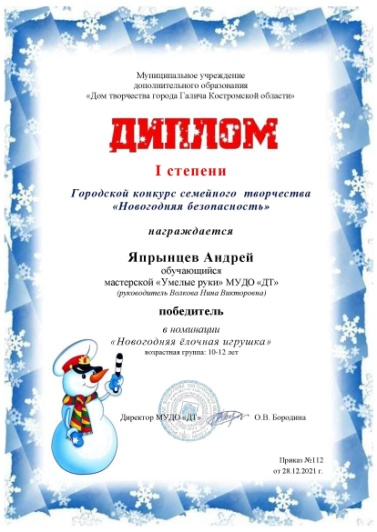 Муниципальное учреждение
дополнительного образования
«Дом творчества города Галича Костромской области»
ДИПЛОМ
I степени
Городской конкурс семейного творчества
«Новогодняя безопасность»
награждается
Япрынцев Андрей
обучающийся
мастерской «Умелые руки» МУДО «ДТ»
(руководитель Волкова Нина Викторовна)
победитель
в номинации
«Новогодняя ёлочная игрушка»
возрастная группа: 10-12 лет
Директор МУДО «ДТ» О.В. Бородина
Приказ №112
от 28.12.2021 г.